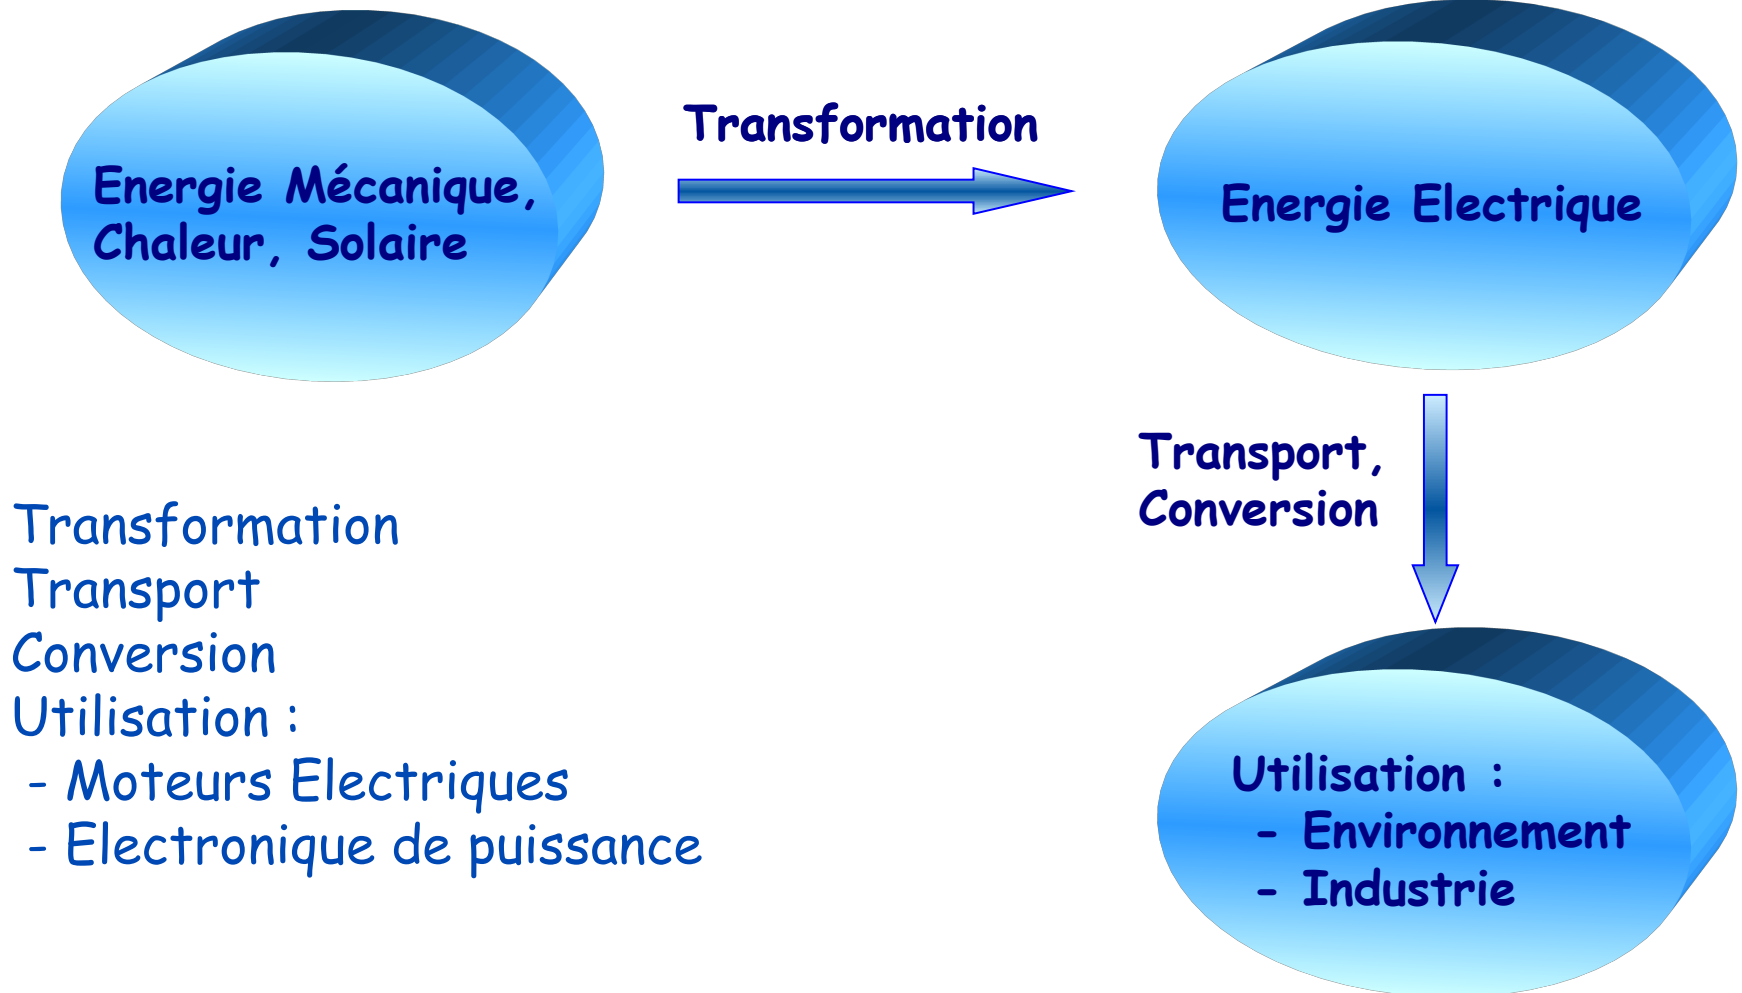 Transformation
Energie Mécanique,
Chaleur, Solaire
Energie Electrique
Transport,
Conversion
Transformation
Transport
Conversion
Utilisation :
- Moteurs Electriques
- Electronique de puissance
Utilisation :
- Environnement
- Industrie